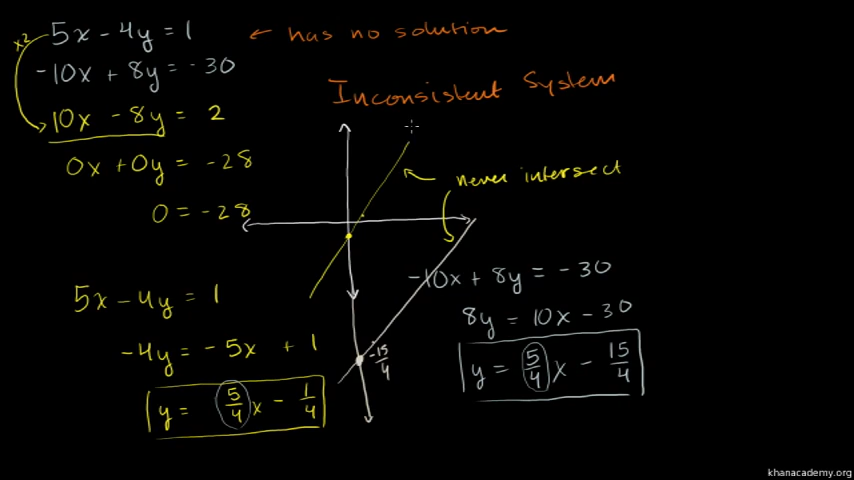 5x - 4y = 1 ← has no solution
x2
-10x + 8y = -30
Inconsistent System
10x - 8y = 2
0x + 0y = -28
never intersect
0 = -28
-10x + 8y = -30
5x - 4y = 1
8y = 10x - 30
-4y = -5x + 1
-15/4
y = 5/4 x - 15/4
y = 5/4 x - 1/4
khanacademy.org